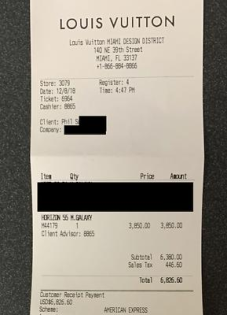 LOUIS VUITTON
Louis Vuitton MIAMI DESIGN DISTRICT
140 NE 39th Street
MIAMI, FL 33137
+1-866-884-8866
Store: 3079 Register: 4
Date: 12/8/18 Time: 4:47 PM
Ticket: 6964
Cashier: 8865
Client: Phil S
Company:
Item Qty Price Amount
HORIZON 55 M.GALAXY
M44179 1 3,850.00 3,850.00
Client Advisor: 8865
Subtotal 6,380.00
Sales Tax 446.60
Total 6,826.60
Customer Receipt Payment
USD$6,826.60
Scheme: AMERICAN EXPRESS